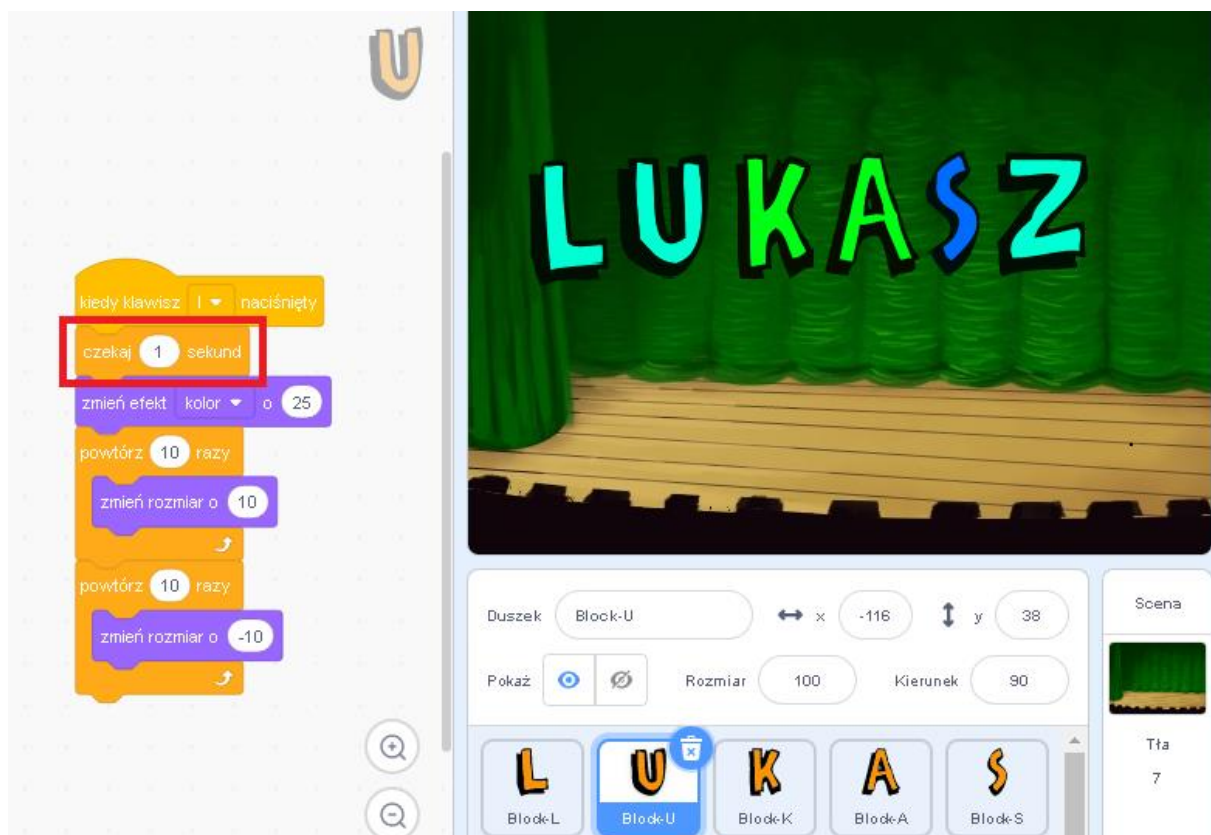 U
kiedy klawisz l naciśnięty
czekaj 1 sekund
zmień efekt kolor o 25
powtórz 10 razy
zmień rozmiar o 10
powtórz 10 razy
zmień rozmiar o -10
LUKASZ
Duszek Block-U x -116 y 38
Pokaż Rozmiar 100 Kierunek 90
L U K A S
Block-L Block-U Block-K Block-A Block-S
Scena
Tła
7